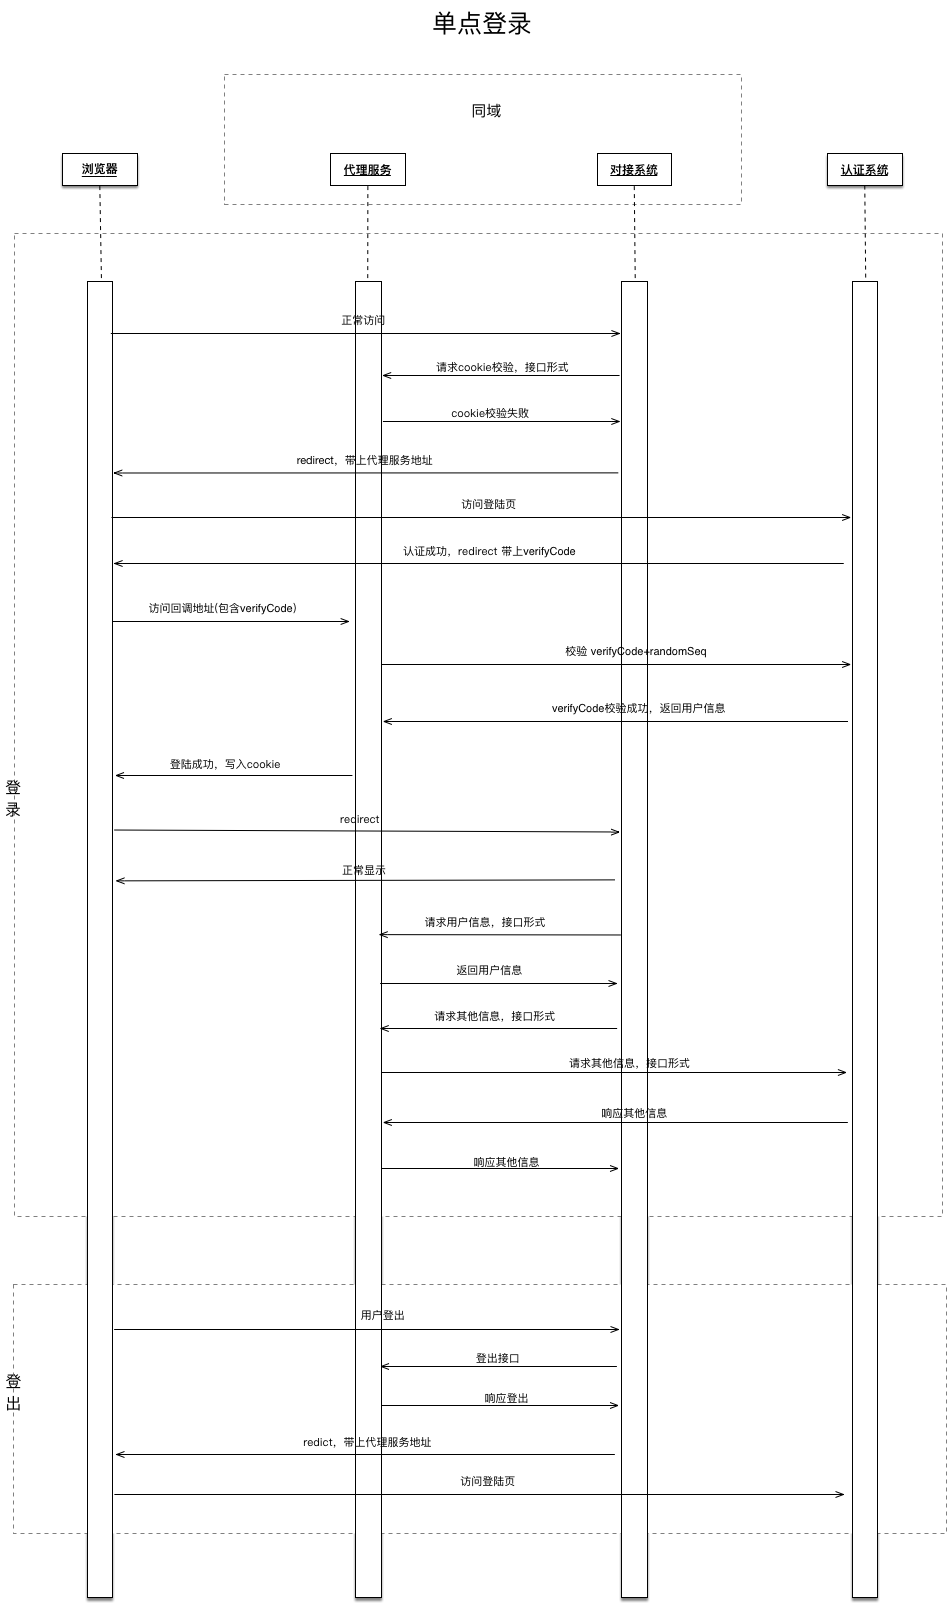 单点登录
同域
浏览器
代理服务
对接系统
认证系统
正常访问
请求cookie校验，接口形式
cookie校验失败
redirect，带上代理服务地址
访问登陆页
认证成功，redirect 带上verifyCode
访问回调地址(包含verifyCode)
校验 verifyCode+randomSeq
verifyCode校验成功，返回用户信息
登陆成功，写入cookie
登
录
redirect
正常显示
请求用户信息，接口形式
返回用户信息
请求其他信息，接口形式
请求其他信息，接口形式
响应其他信息
响应其他信息
用户登出
登出接口
登
出
响应登出
redict，带上代理服务地址
访问登陆页